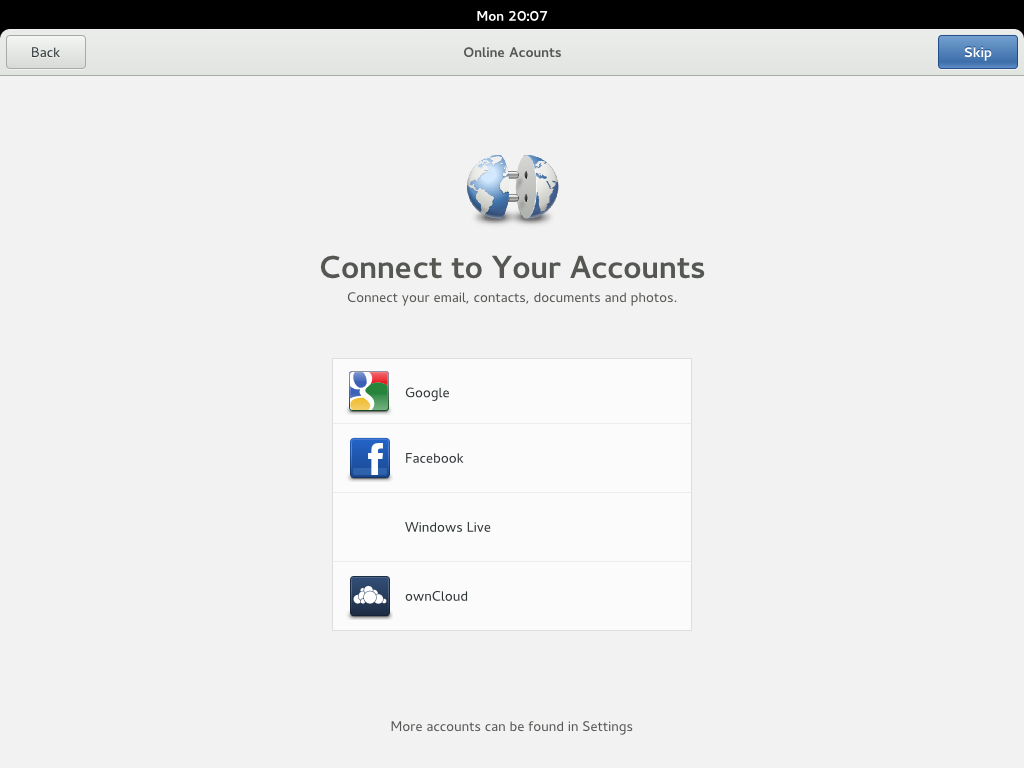 Mon 20:07
Back
Online Acounts
Skip
Connect to Your Accounts
Connect your email, contacts, documents and photos.
Google
Facebook
Windows Live
ownCloud
More accounts can be found in Settings